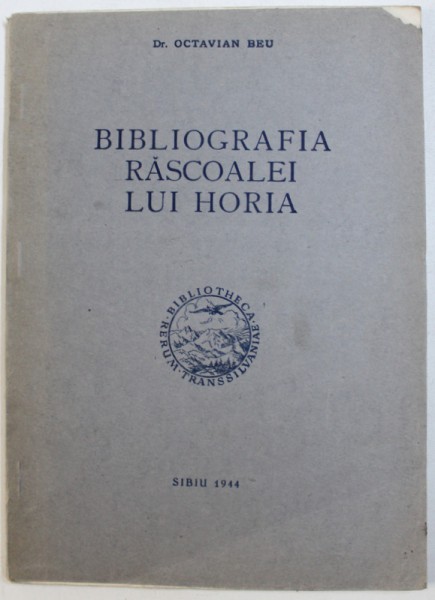 Dr. OCTAVIAN BEU
BIBLIOGRAFIA
RĂSCOALEI
LUI HORIA
BIBLIOTHECA
RERUM · TRANSSILVANIAE
SIBIU 1944